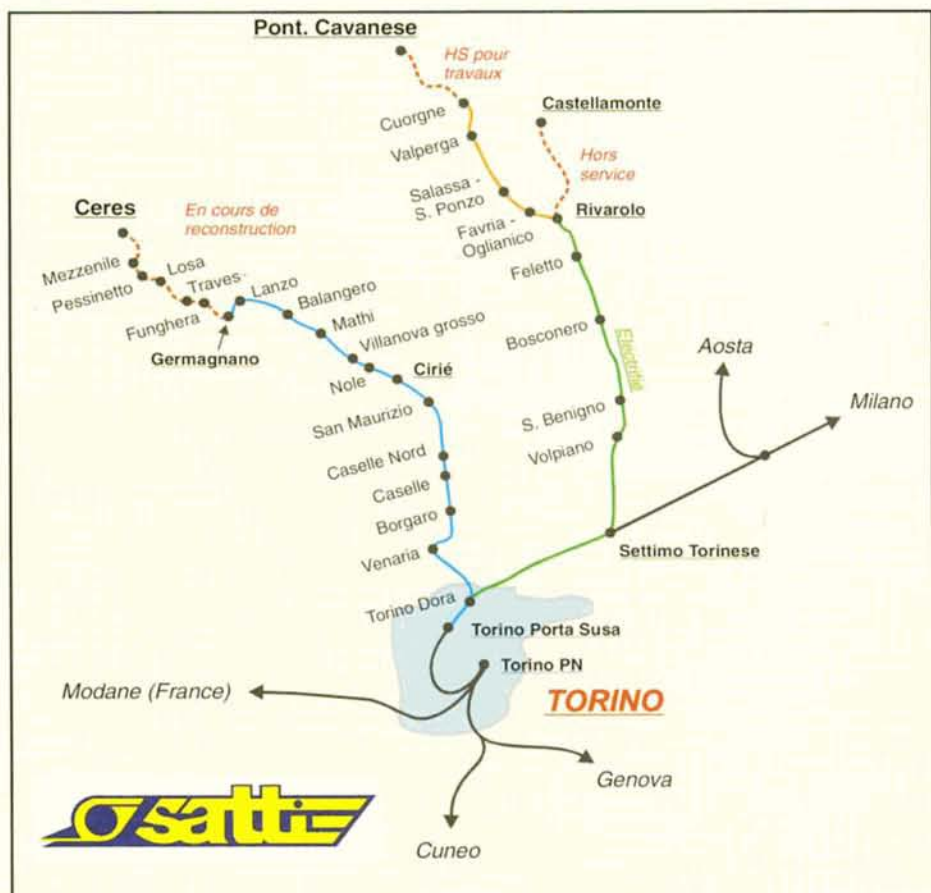 Pont. Cavanese
HS pour
travaux
Castellamonte
Cuorgne
Valperga
Hors
service
Salassa -
S. Ponzo
Rivarolo
Favria -
Oglianico
Ceres
En cours de
reconstruction
Mezzenile
Losa
Pessinetto
Traves
Lanzo
Funghera
Balangero
Mathi
Germagnano
Villanova grosso
Cirié
Nole
San Maurizio
Feletto
Bosconero
Electrifié
Aosta
Milano
S. Benigno
Volpiano
Caselle Nord
Caselle
Borgaro
Venaria
Settimo Torinese
Torino Dora
Torino Porta Susa
Torino PN
Modane (France)
TORINO
Genova
Cuneo
satti